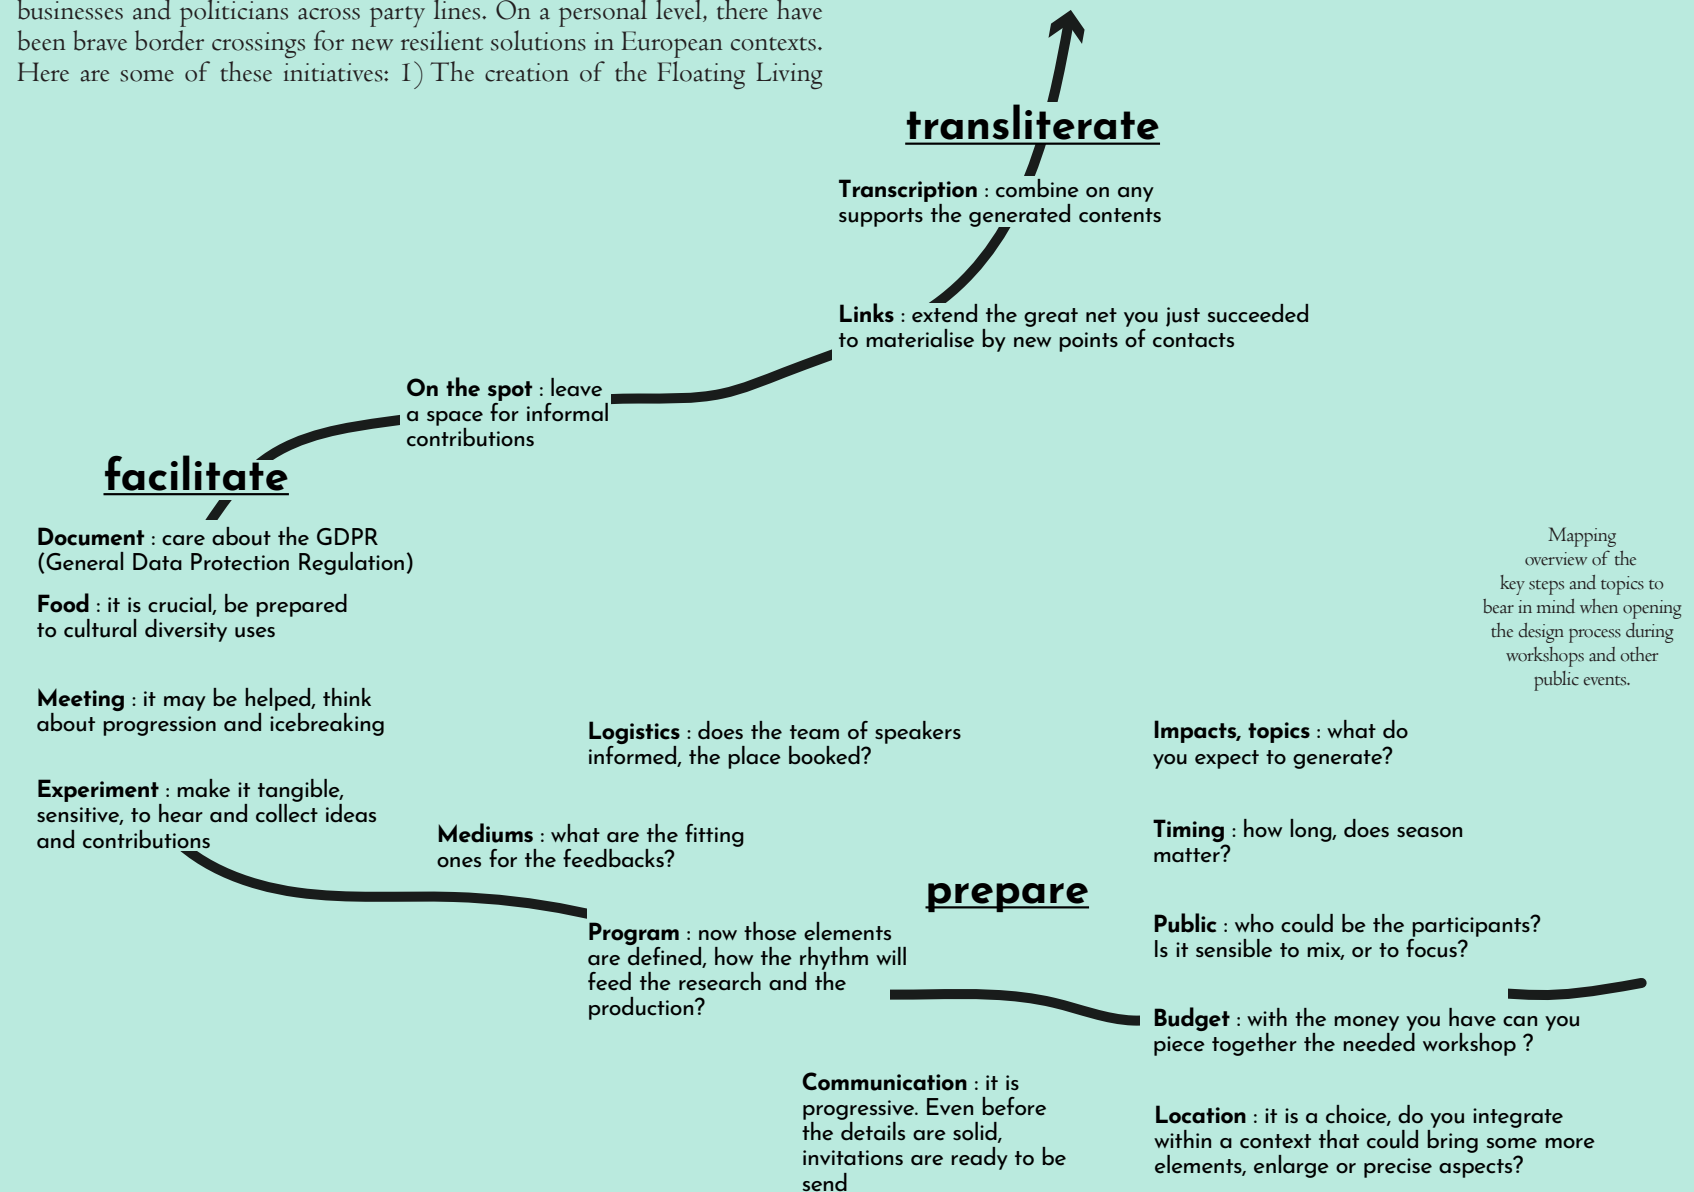 businesses and politicians across party lines. On a personal level, there have
been brave border crossings for new resilient solutions in European contexts.
Here are some of these initiatives: 1) The creation of the Floating Living
transliterate
Transcription : combine on any
supports the generated contents
Links : extend the great net you just succeeded
to materialise by new points of contacts
On the spot : leave
a space for informal
contributions
facilitate
Document : care about the GDPR
(General Data Protection Regulation)
Food : it is crucial, be prepared
to cultural diversity uses
Meeting : it may be helped, think
about progression and icebreaking
Experiment : make it tangible,
sensitive, to hear and collect ideas
and contributions
Mapping
overview of the
key steps and topics to
bear in mind when opening
the design process during
workshops and other
public events.
Logistics : does the team of speakers
informed, the place booked?
Mediums : what are the fitting
ones for the feedbacks?
prepare
Program : now those elements
are defined, how the rhythm will
feed the research and the
production?
Communication : it is
progressive. Even before
the details are solid,
invitations are ready to be
send
Impacts, topics : what do
you expect to generate?
Timing : how long, does season
matter?
Public : who could be the participants?
Is it sensible to mix, or to focus?
Budget : with the money you have can you
piece together the needed workshop ?
Location : it is a choice, do you integrate
within a context that could bring some more
elements, enlarge or precise aspects?